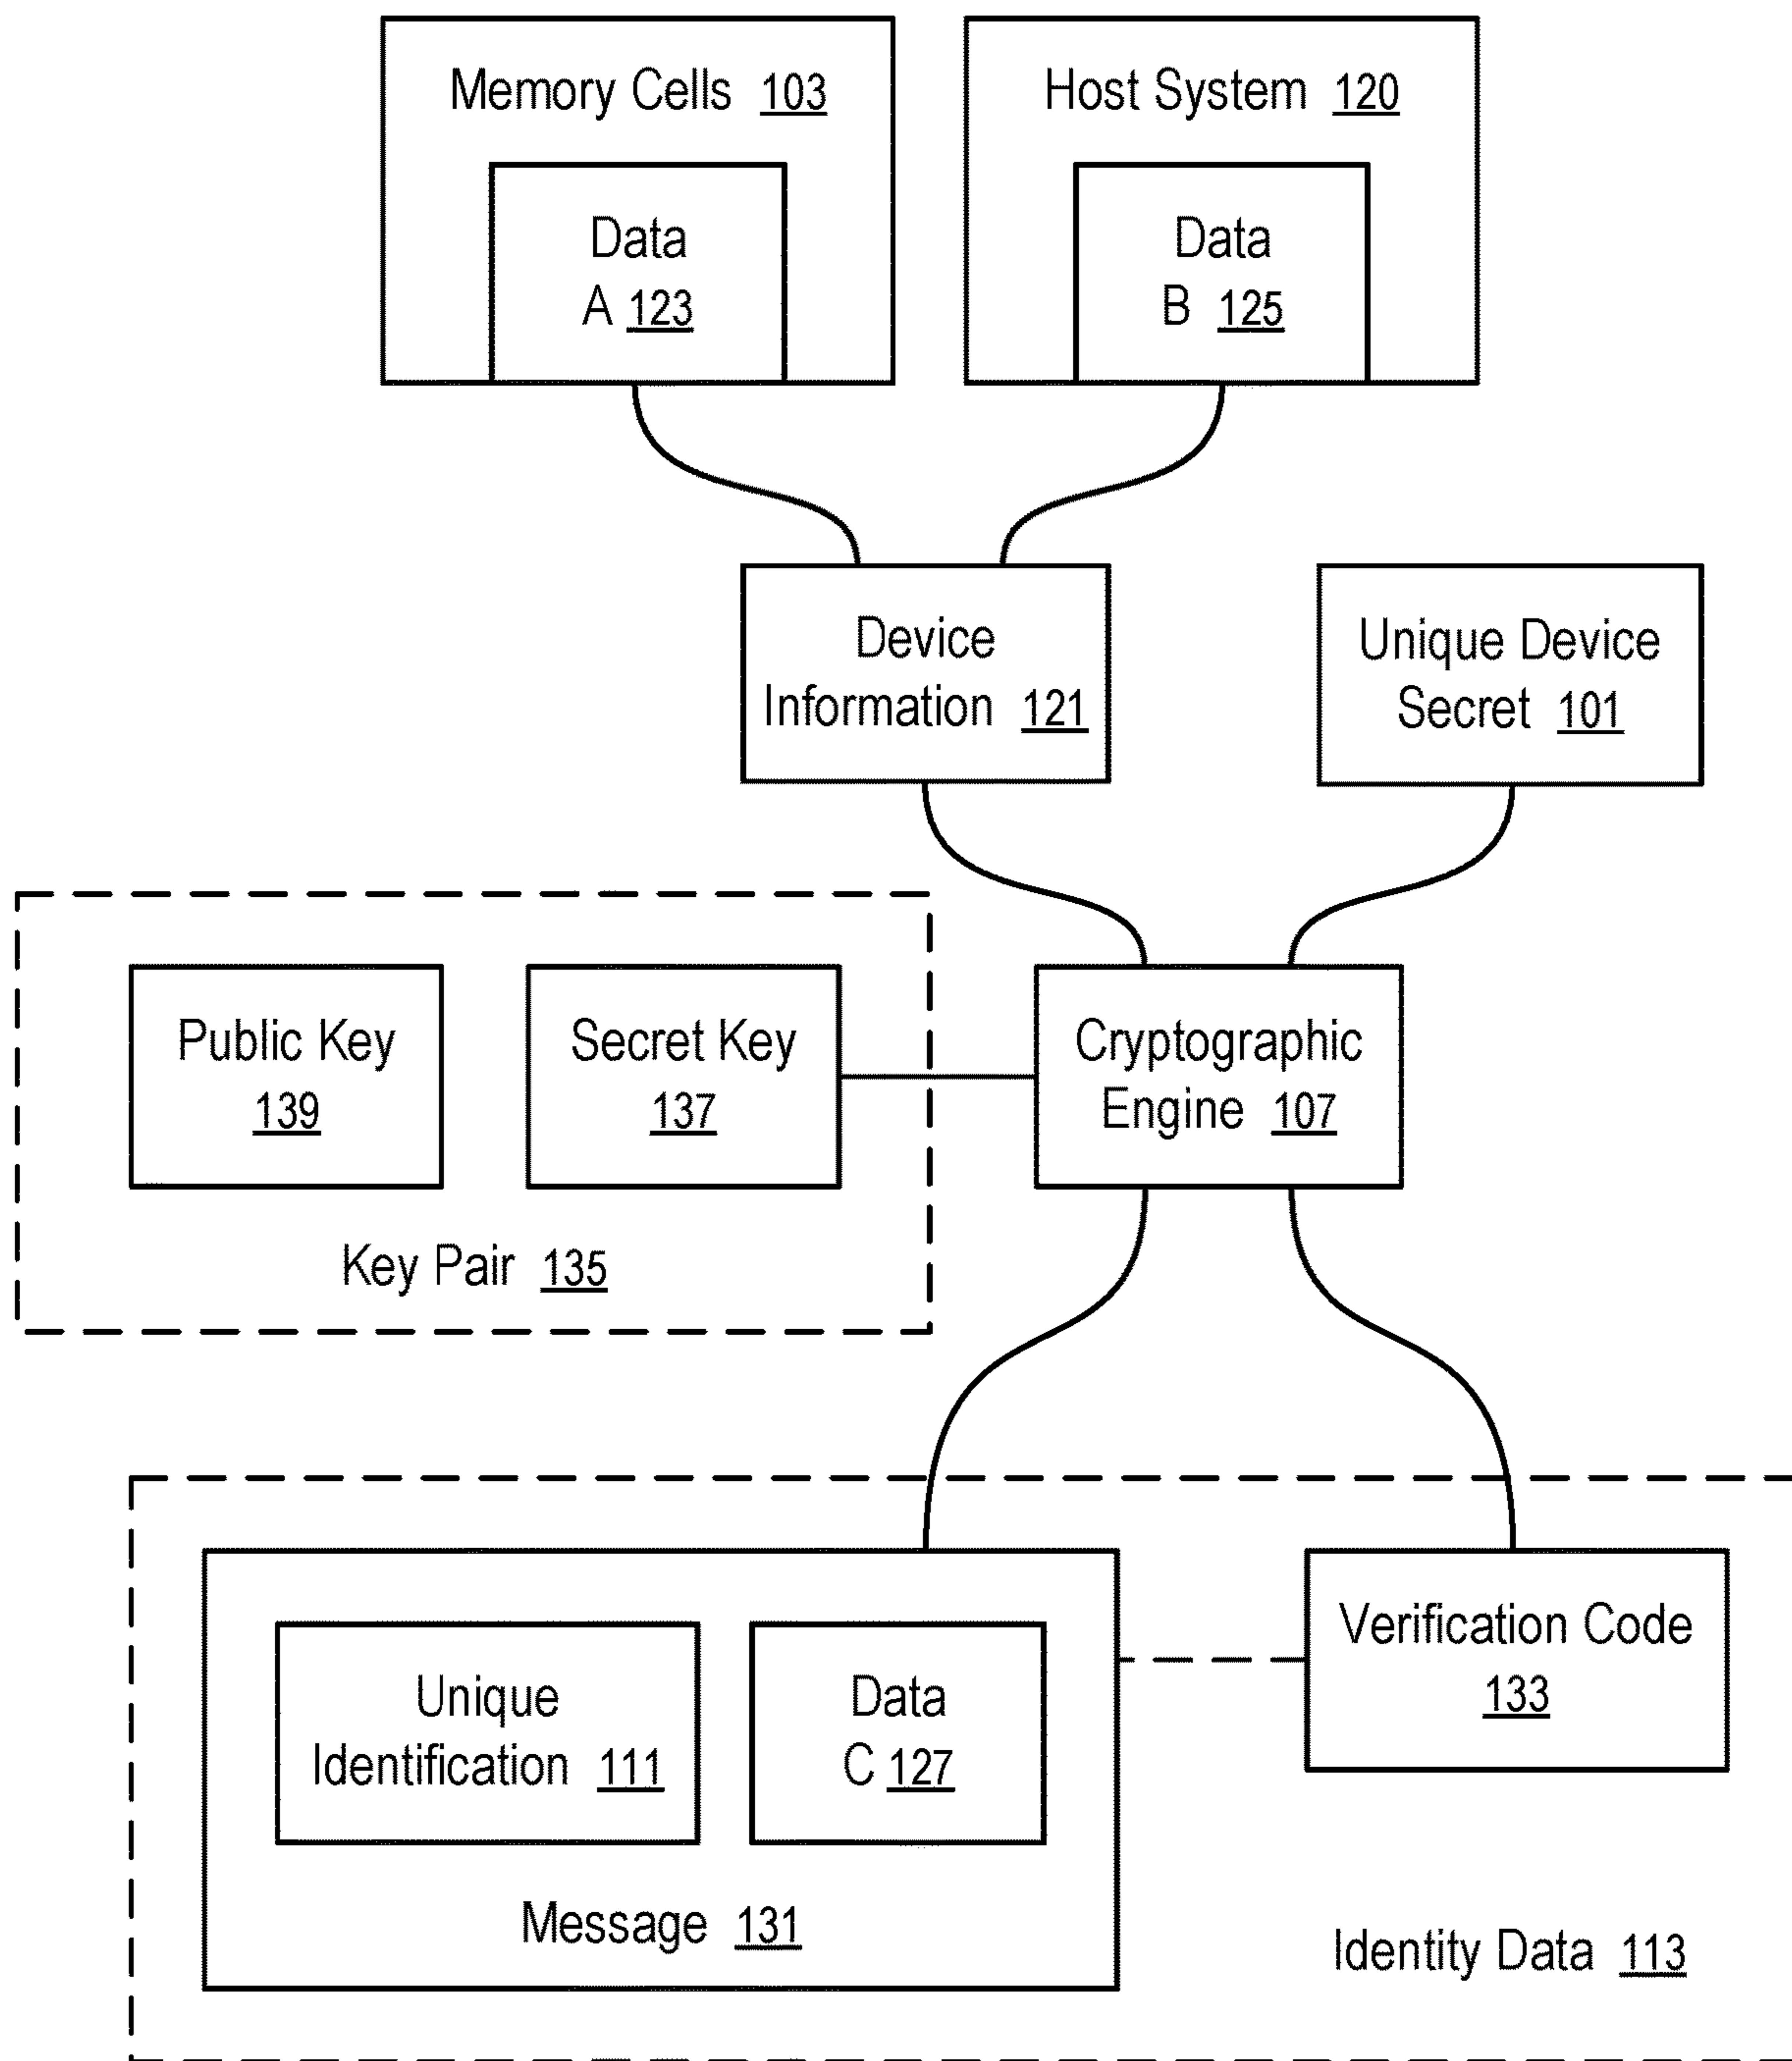 Memory Cells 103
Data
A 123
Host System 120
Data
B 125
Device
Information 121
Unique Device
Secret 101
Public Key
139
Secret Key
137
Key Pair 135
Cryptographic
Engine 107
Unique
Identification 111
Data
C 127
Message 131
Verification Code
133
Identity Data 113